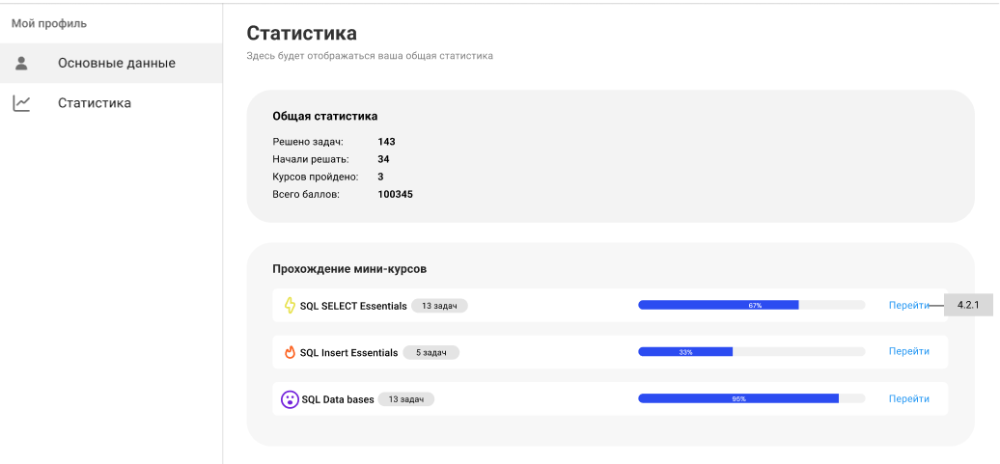 Мой профиль
Основные данные
Статистика
Статистика
Здесь будет отображаться ваша общая статистика
Общая статистика
Решено задач: 143
Начали решать: 34
Курсов пройдено: 3
Всего баллов: 100345
Прохождение мини-курсов
SQL SELECT Essentials 13 задач 67% Перейти 4.2.1
SQL Insert Essentials 5 задач 33% Перейти
SQL Data bases 13 задач 95% Перейти